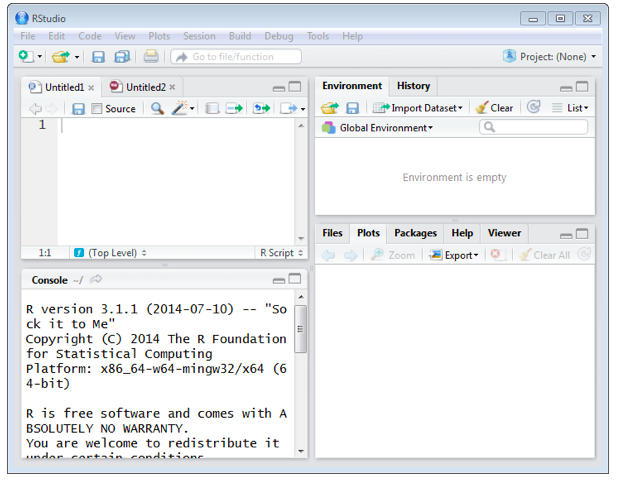 RStudio
File Edit Code View Plots Session Build Debug Tools Help
Go to file/function
Project: (None)
Untitled1 × Untitled2 ×
Source
1
1:1 (Top Level) R Script
Console ~/
R version 3.1.1 (2014-07-10) -- "So
ck it to Me"
Copyright (C) 2014 The R Foundation
for Statistical Computing
Platform: x86_64-w64-mingw32/x64 (6
4-bit)
R is free software and comes with A
BSOLUTELY NO WARRANTY.
You are welcome to redistribute it
under certain conditions
Environment History
Import Dataset Clear List
Global Environment
Environment is empty
Files Plots Packages Help Viewer
Zoom Export Clear All